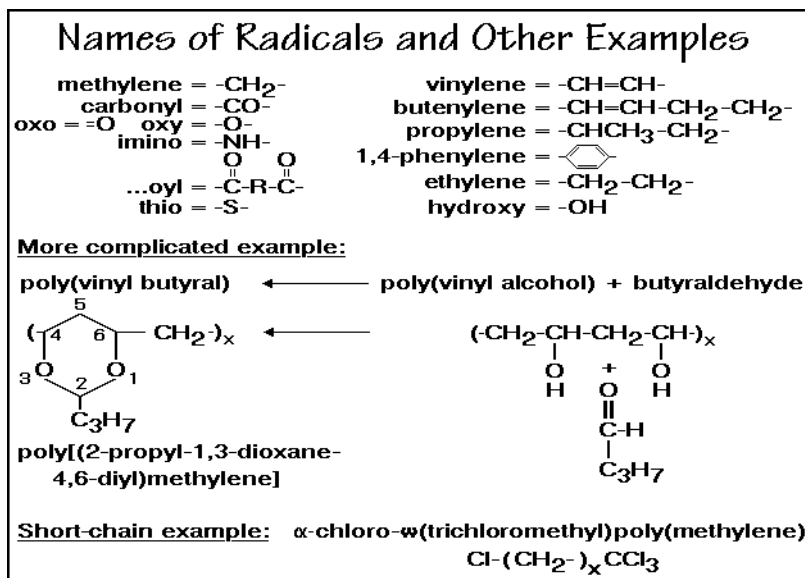 Names of Radicals and Other Examples
methylene = -CH₂-
carbonyl = -CO-
oxo = =O oxy = -O-
imino = -NH-
O O
...oyl = -C-R-C-
thio = -S-
vinylene = -CH=CH-
butenylene = -CH=CH-CH₂-CH₂-
propylene = -CHCH₃-CH₂-
1,4-phenylene =
ethylene = -CH₂-CH₂-
hydroxy = -OH
More complicated example:
poly(vinyl butyral) ← poly(vinyl alcohol) + butyraldehyde
5
(-4 6 CH₂-)ₓ ←
O O
3 2 1
C₃H₇
(-CH₂-CH-CH₂-CH-)ₓ
O + O
H O H
C-H
C₃H₇
poly[(2-propyl-1,3-dioxane-
4,6-diyl)methylene]
Short-chain example: α-chloro-w(trichloromethyl)poly(methylene)
Cl-(CH₂-)ₓCCl₃